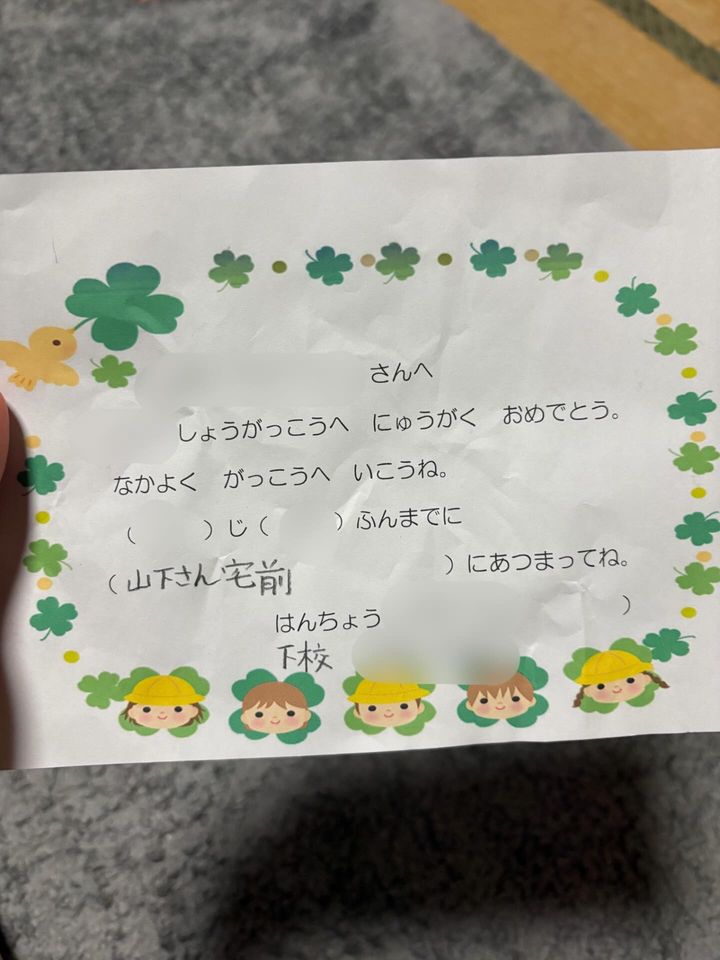 さんへ
しょうがっこうへ にゅうがく おめでとう。
なかよく がっこうへ いこうね。
( )じ( )ふんまでに
(山下さん宅前 )にあつまってね。
はんちょう )
下校